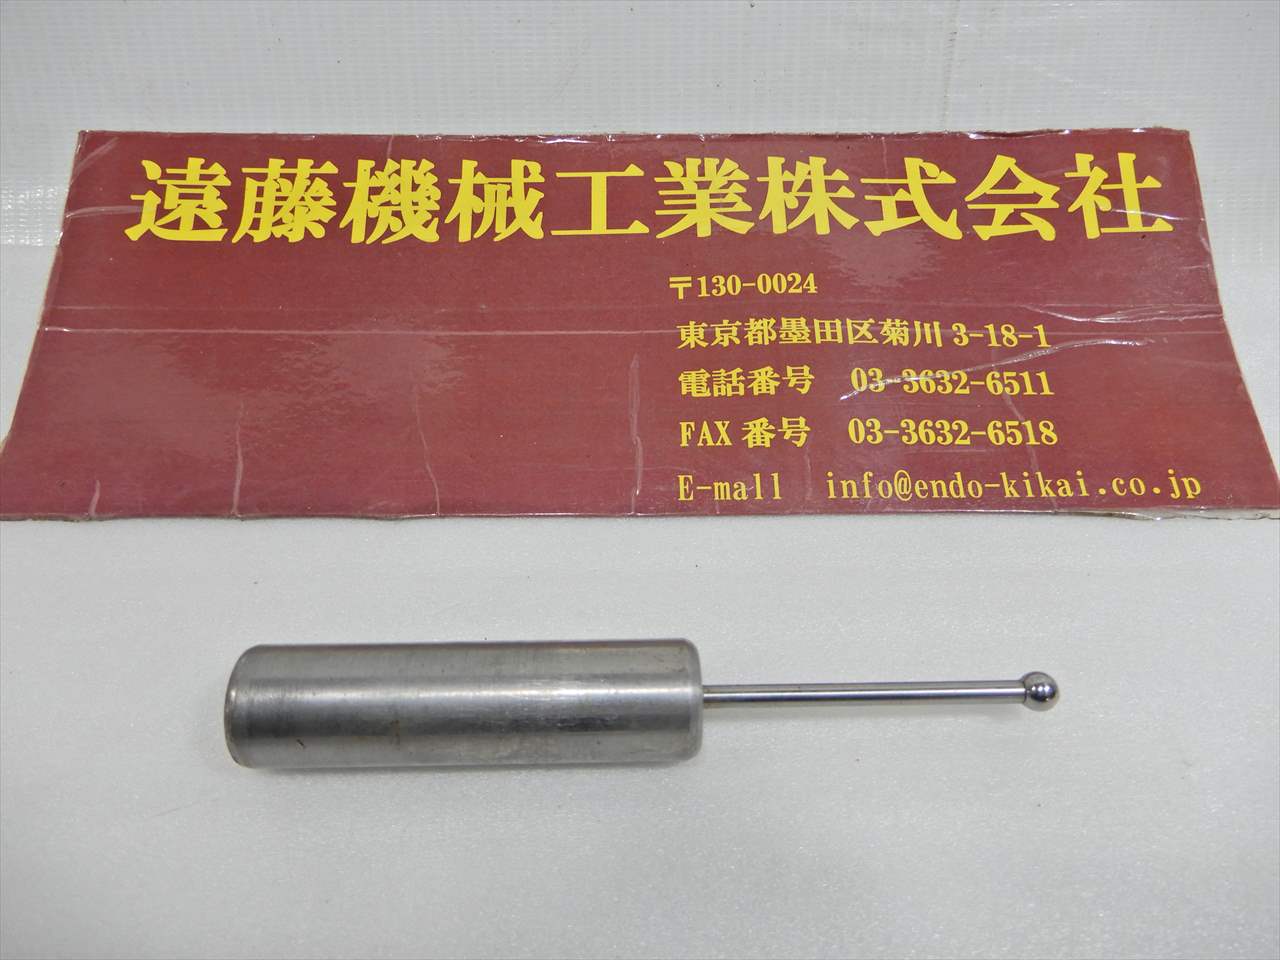 遠藤機械工業株式会社
〒130-0024
東京都墨田区菊川 3-18-1
電話番号 03-3632-6511
FAX 番号 03-3632-6518
E-mall info@endo-kikai.co.jp